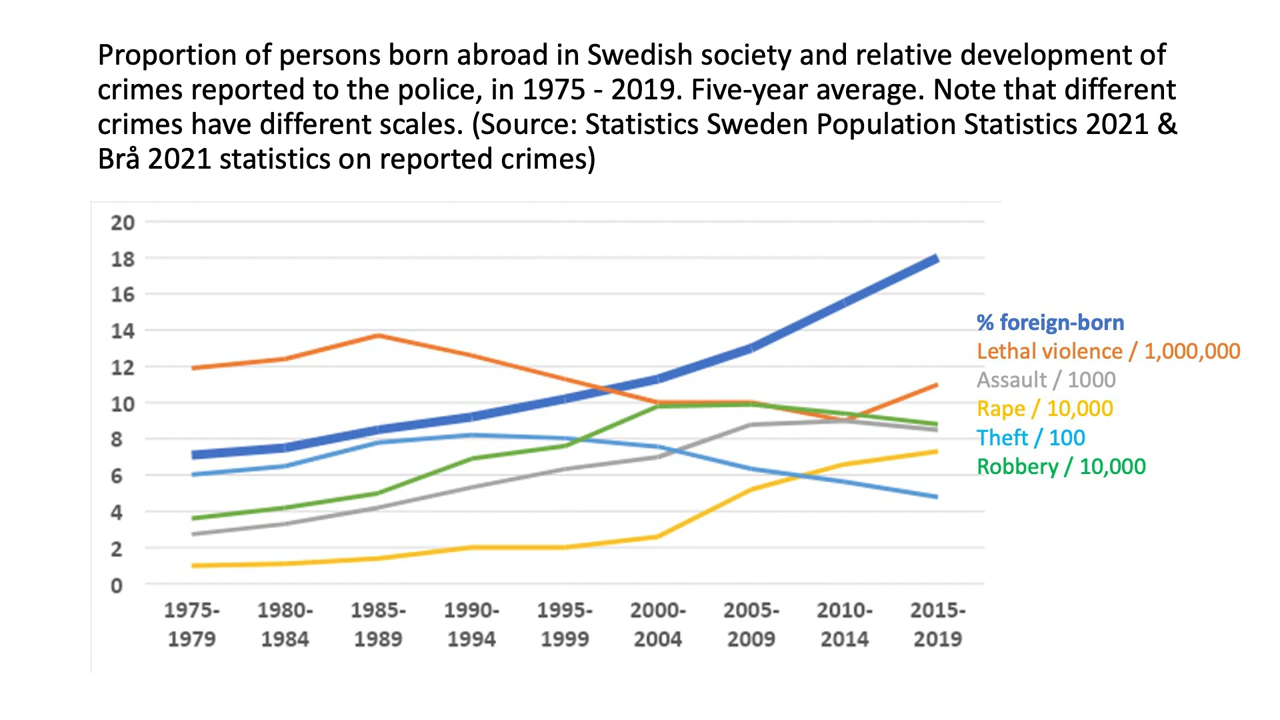 Proportion of persons born abroad in Swedish society and relative development of
crimes reported to the police, in 1975 - 2019. Five-year average. Note that different
crimes have different scales. (Source: Statistics Sweden Population Statistics 2021 &
Brå 2021 statistics on reported crimes)
20
18
16
14
12
10
8
6
4
2
0
% foreign-born
Lethal violence / 1,000,000
Assault / 1000
Rape / 10,000
Theft / 100
Robbery / 10,000
1975- 1980- 1985- 1990- 1995- 2000- 2005- 2010- 2015-
1979 1984 1989 1994 1999 2004 2009 2014 2019